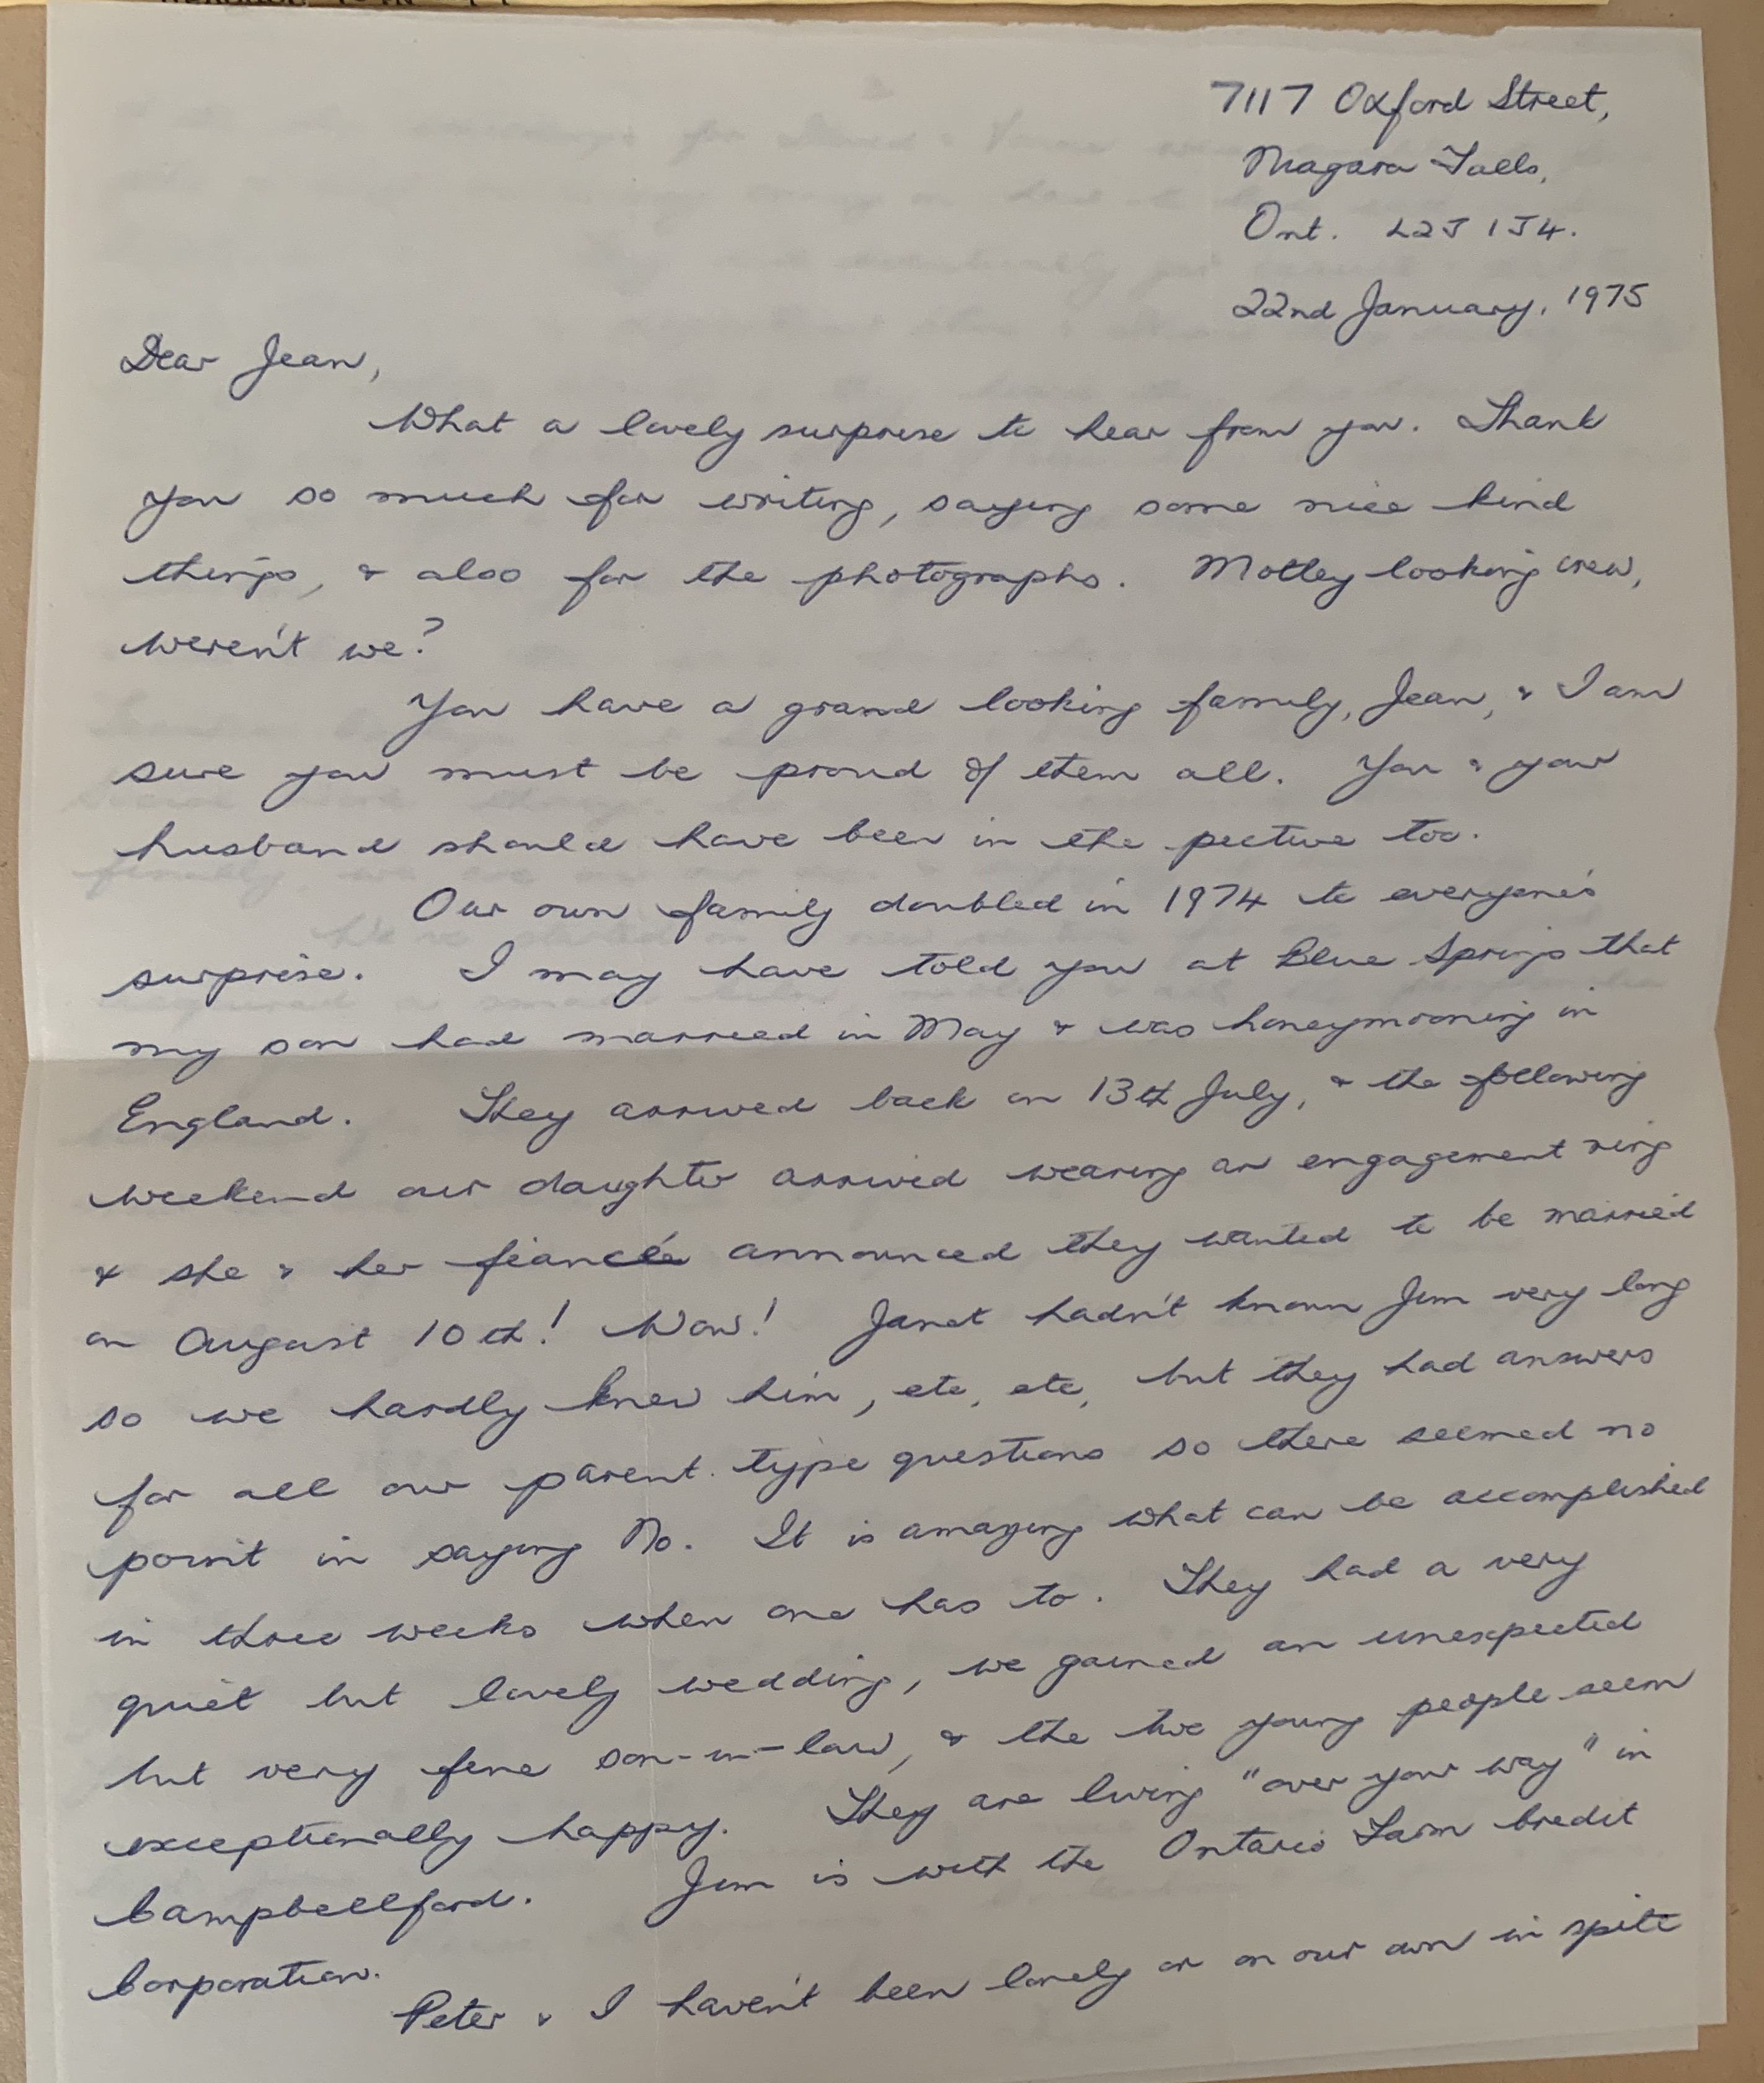 7117 Oxford Street,
Niagara Falls,
Ont. L2J 1J4.
22nd January, 1975
Dear Jean,
What a lovely surprise to hear from you. Thank
you so much for writing, saying some nice kind
things, & also for the photographs. Motley looking crew,
weren't we?
You have a grand looking family, Jean, & I am
sure you must be proud of them all. You & your
husband should have been in the picture too.
Our own family doubled in 1974 to everyone's
surprise. I may have told you at Blue Springs that
my son had married in May & was honeymooning in
England. They arrived back on 13th July, & the following
weekend our daughter arrived wearing an engagement ring
& she & her fiancée announced they wanted to be married
on August 10th! Wow! Janet hadn't known Jim very long
so we hardly knew him, etc, etc, but they had answers
for all our parent type questions so there seemed no
point in saying No. It is amazing what can be accomplished
in three weeks when one has to. They had a very
quiet but lovely wedding, we gained an unexpected
but very fine son-in-law, & the two young people seem
exceptionally happy. They are living "over your way" in
Campbellford. Jim is with the Ontario Farm Credit
Corporation.
Peter & I haven't been lonely or on our own in spite